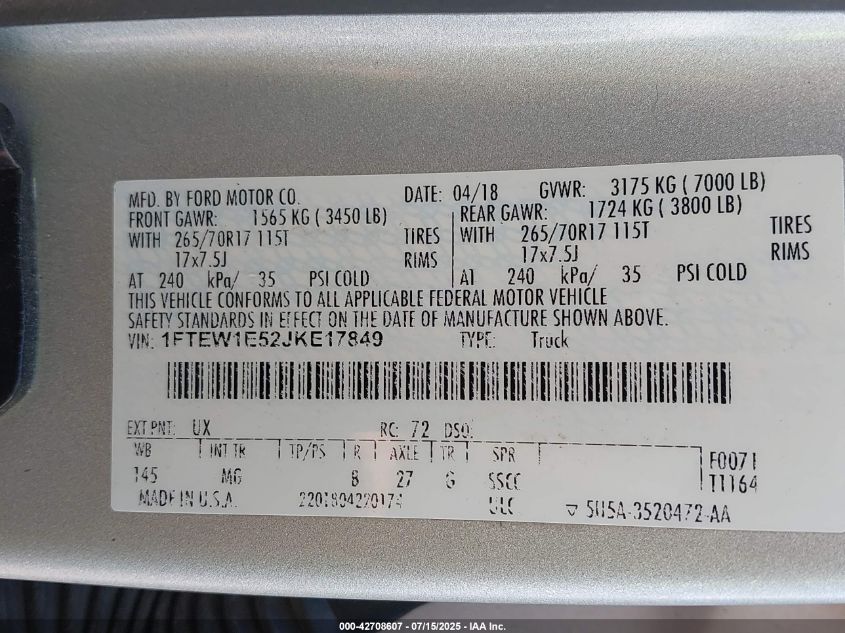 MFD. BY FORD MOTOR CO. DATE: 04/18 GVWR: 3175 KG ( 7000 LB)
FRONT GAWR: 1565 KG ( 3450 LB) REAR GAWR: 1724 KG ( 3800 LB)
WITH 265/70R17 115T TIRES WITH 265/70R17 115T TIRES
17x7.5J RIMS 17x7.5J RIMS
AT 240 kPa/ 35 PSI COLD AT 240 kPa/ 35 PSI COLD
THIS VEHICLE CONFORMS TO ALL APPLICABLE FEDERAL MOTOR VEHICLE
SAFETY STANDARDS IN EFFECT ON THE DATE OF MANUFACTURE SHOWN ABOVE.
VIN: 1FTEW1E52JKE17849 TYPE: Truck
EXT PNT: UX RC: 72 DSO:
WB INT TR TP/PS R AXLE TR SPR F0071
145 MG 8 27 G T1164
MADE IN U.S.A. 2201804220174 5U5A-3520472-AA
000-42708607 - 07/15/2025 - IAA Inc.